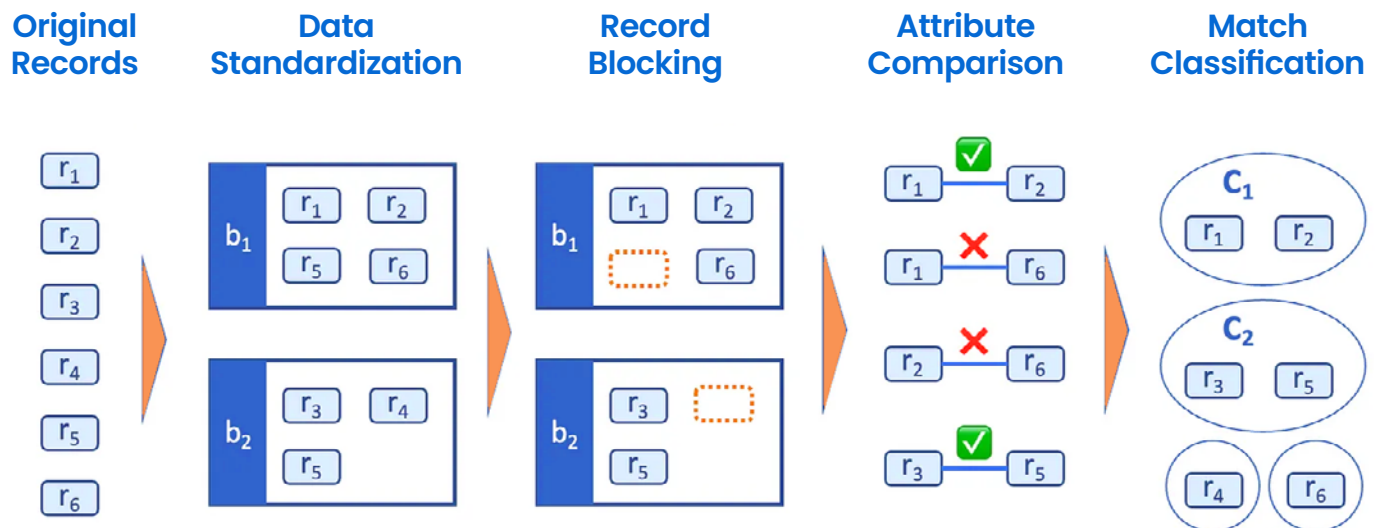 Original
Records
Data
Standardization
Record
Blocking
Attribute
Comparison
Match
Classification
r₁
r₂
r₃
r₄
r₅
r₆
b₁
r₁ r₂
r₅ r₆
b₂
r₃ r₄
r₅
b₁
r₁ r₂
r₆
b₂
r₃
r₅
r₁ r₂
r₁ r₆
r₂ r₆
r₃ r₅
C₁
r₁ r₂
C₂
r₃ r₅
r₄ r₆